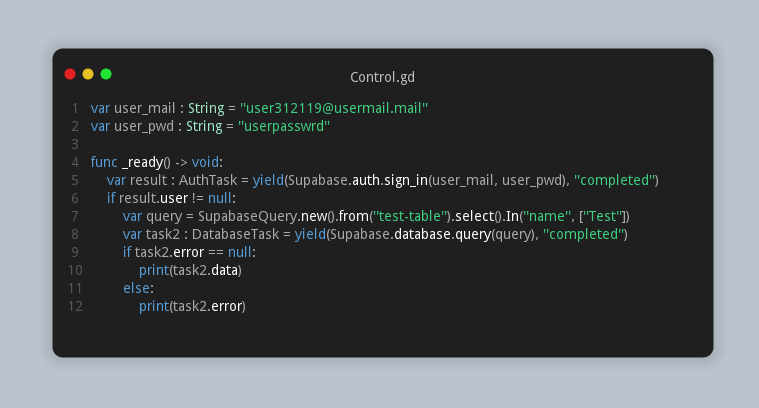 Control.gd
1 var user_mail : String = "user312119@usermail.mail"
2 var user_pwd : String = "userpasswrd"
3
4 func _ready() -> void:
5     var result : AuthTask = yield(Supabase.auth.sign_in(user_mail, user_pwd), "completed")
6     if result.user != null:
7         var query = SupabaseQuery.new().from("test-table").select().In("name", ["Test"])
8         var task2 : DatabaseTask = yield(Supabase.database.query(query), "completed")
9         if task2.error == null:
10             print(task2.data)
11         else:
12             print(task2.error)